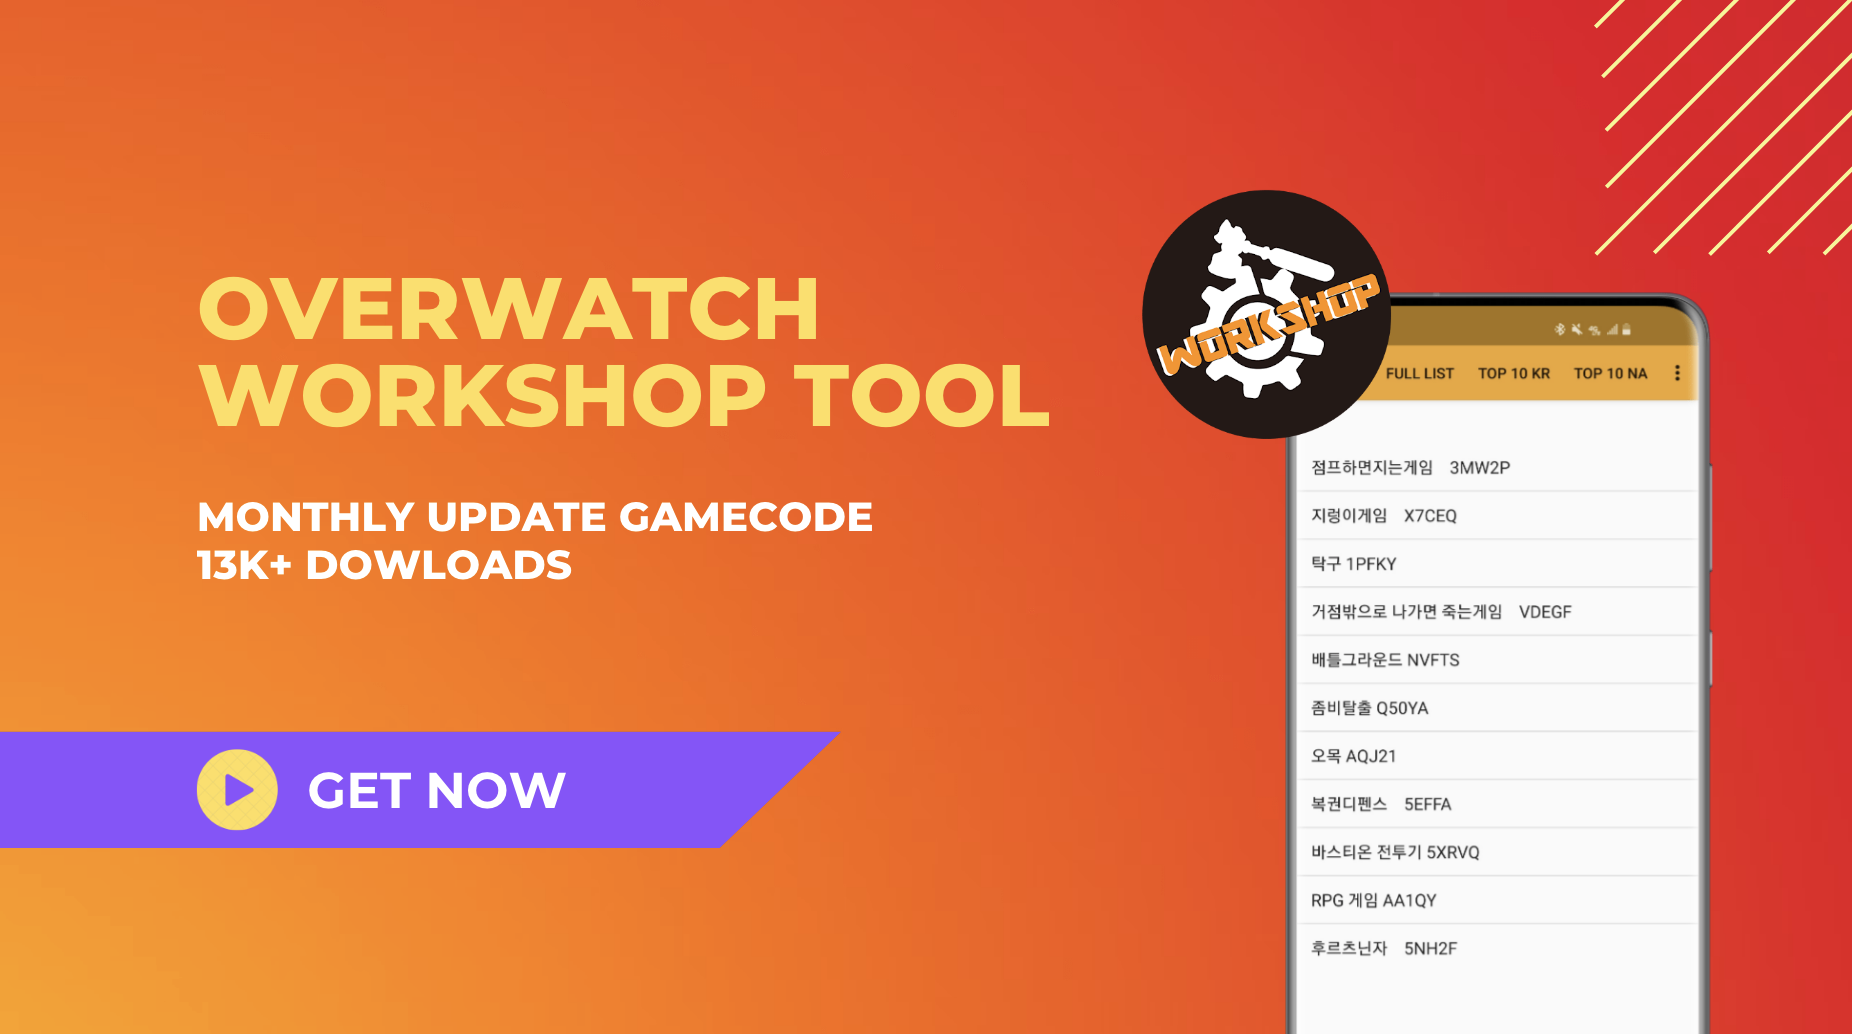 OVERWATCH
WORKSHOP TOOL
MONTHLY UPDATE GAMECODE
13K+ DOWLOADS
GET NOW
WORKSHOP
FULL LIST TOP 10 KR TOP 10 NA
점프하면지는게임 3MW2P
지렁이게임 X7CEQ
탁구 1PFKY
거점밖으로 나가면 죽는게임 VDEGF
배틀그라운드 NVFTS
좀비탈출 Q50YA
오목 AQJ21
복권디펜스 5EFFA
바스티온 전투기 5XRVQ
RPG 게임 AA1QY
후르츠닌자 5NH2F